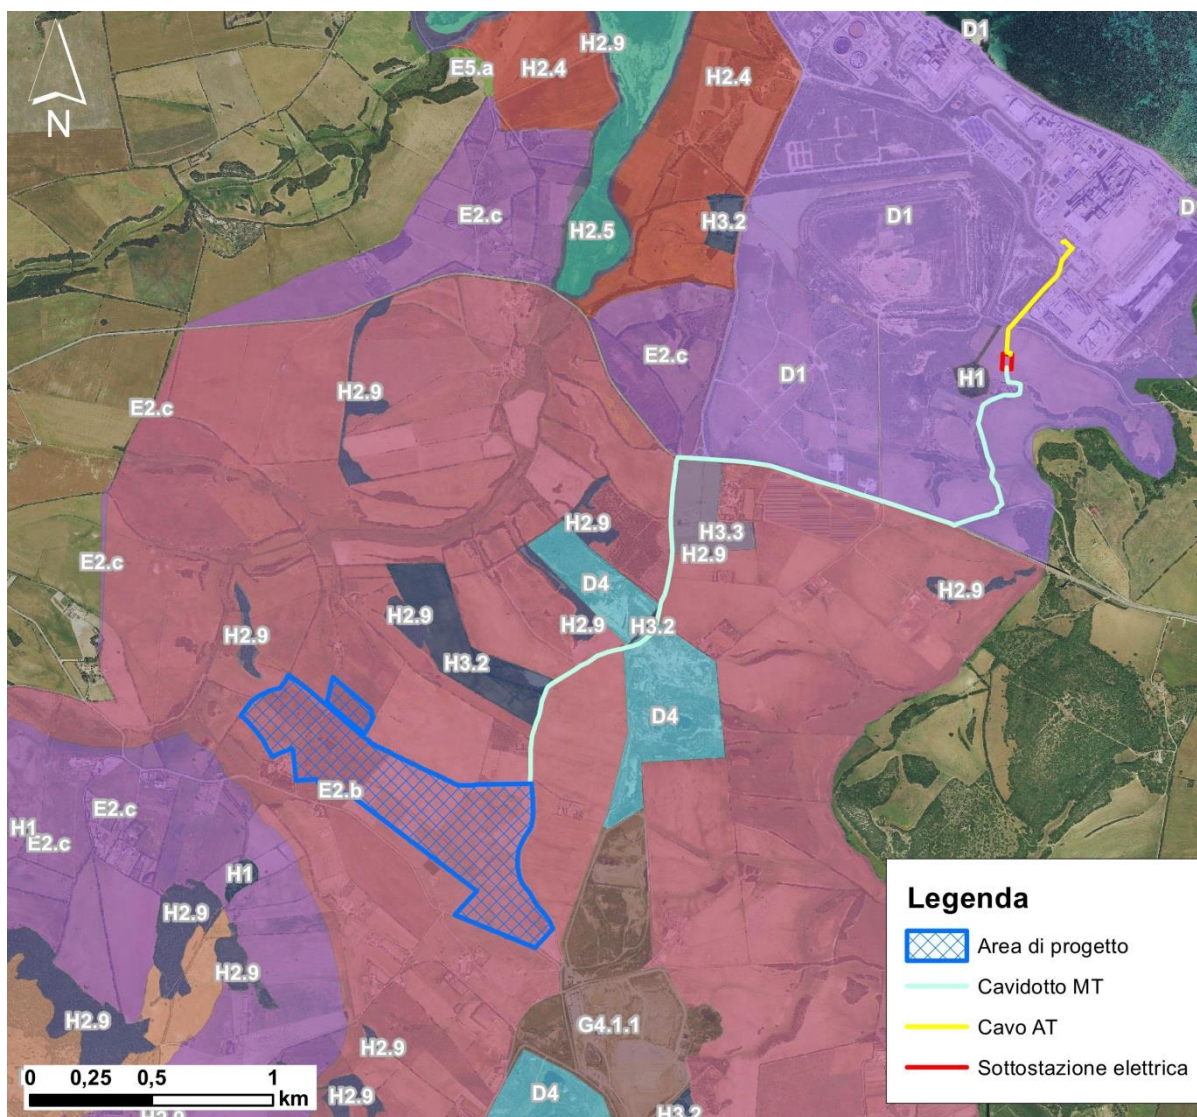 D1
H2.9
H2.4
H2.4
E5.a
N
E2.c
H2.5
H3.2
D1
E2.c
D1
H1
H2.9
E2.c
H2.9
H3.3
H2.9
E2.c
D4
H2.9
H2.9
H2.9
H3.2
H2.9
H3.2
D4
E2.b
E2.c
H1
E2.c
H1
H2.9
H2.9
H2.9
H2.9
G4.1.1
D4
H2.9
H3.2
0 0,25 0,5 1
km
Legenda
Area di progetto
Cavidotto MT
Cavo AT
Sottostazione elettrica